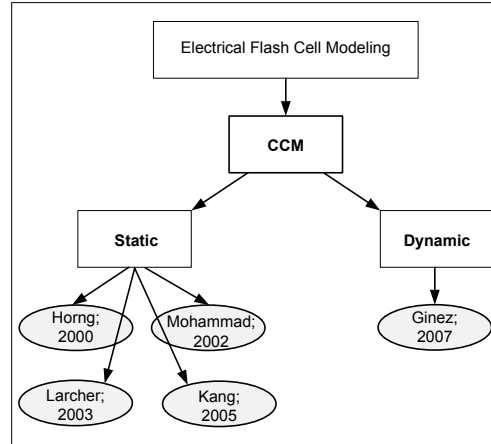 Electrical Flash Cell Modeling
CCM
Static
Dynamic
Horng;
2000
Mohammad;
2002
Ginez;
2007
Larcher;
2003
Kang;
2005